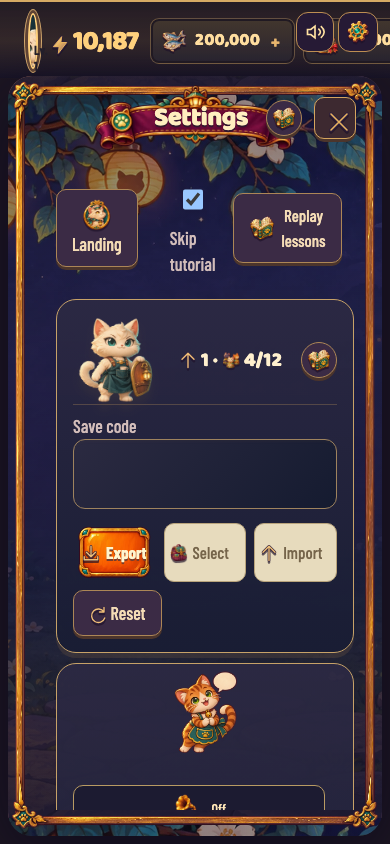 10,187
200,000 +
Settings
Landing
Skip
tutorial
Replay
lessons
1 • 4/12
Save code
Export
Select
Import
Reset
Off